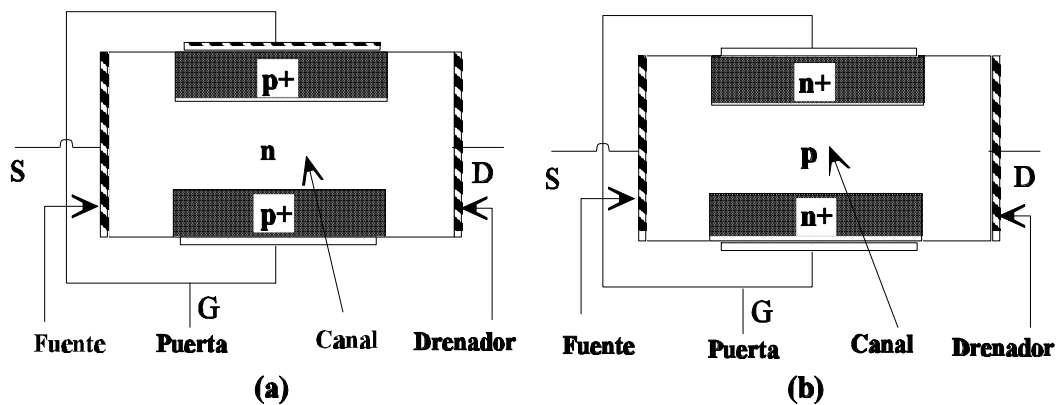 p+
n
S
D
p+
G
Fuente
Puerta
Canal
Drenador
(a)
n+
p
S
D
n+
G
Fuente
Puerta
Canal
Drenador
(b)